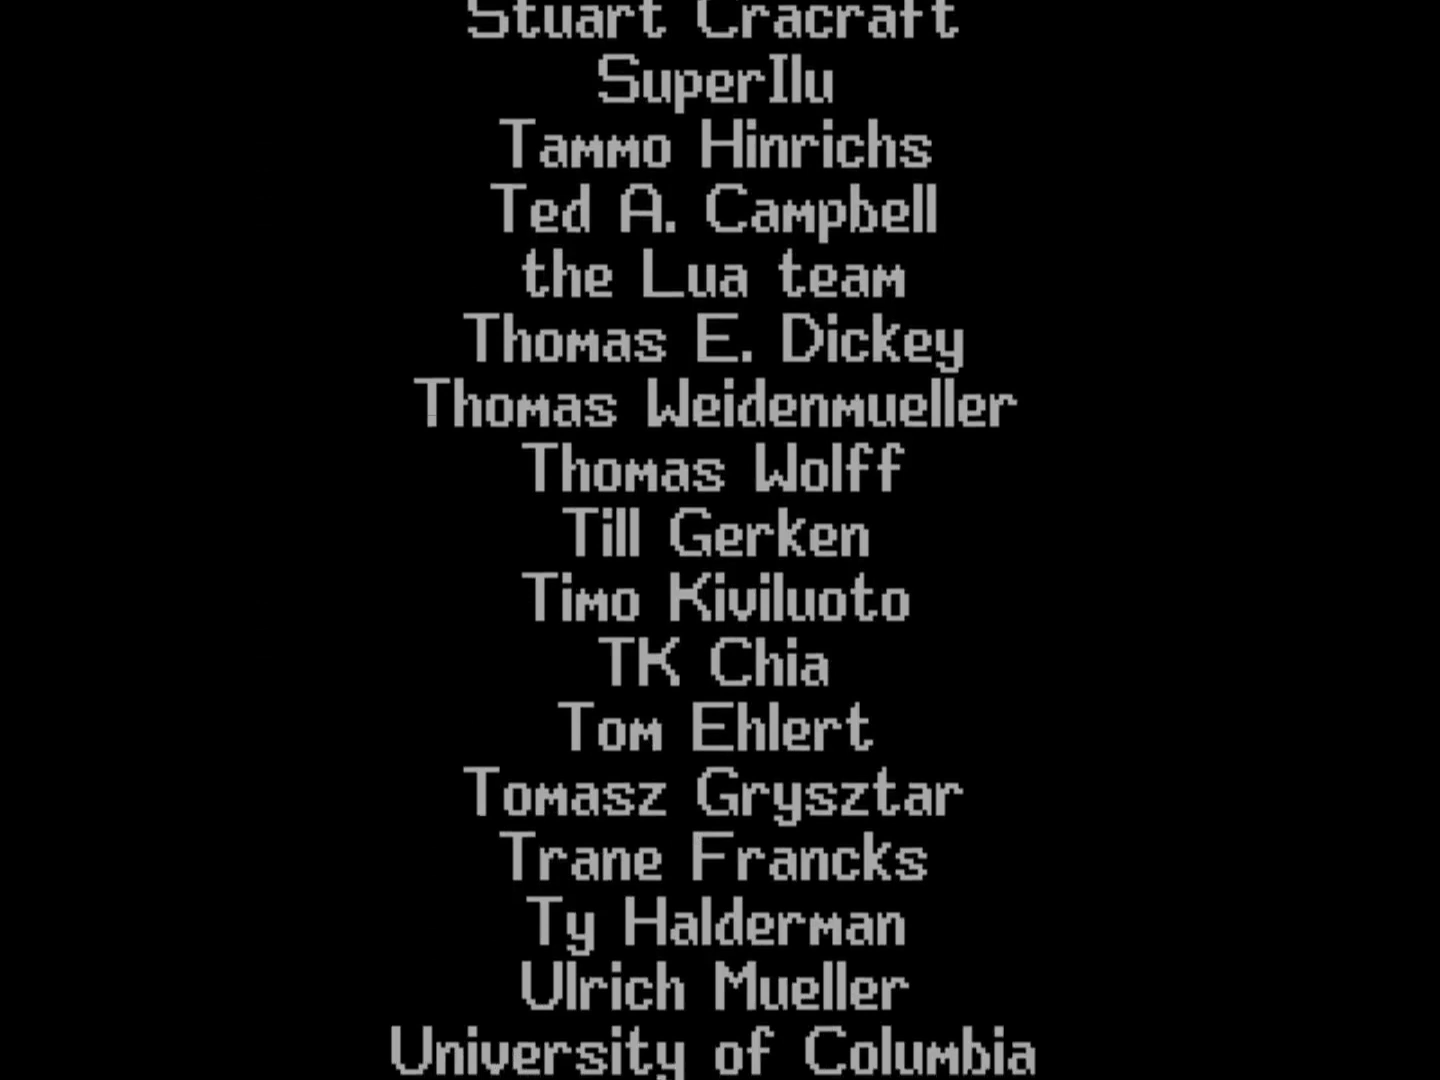 Stuart Cracraft
SuperIlu
Tammo Hinrichs
Ted A. Campbell
the Lua team
Thomas E. Dickey
Thomas Weidenmueller
Thomas Wolff
Till Gerken
Timo Kiviluoto
TK Chia
Tom Ehlert
Tomasz Grysztar
Trane Francks
Ty Halderman
Ulrich Mueller
University of Columbia